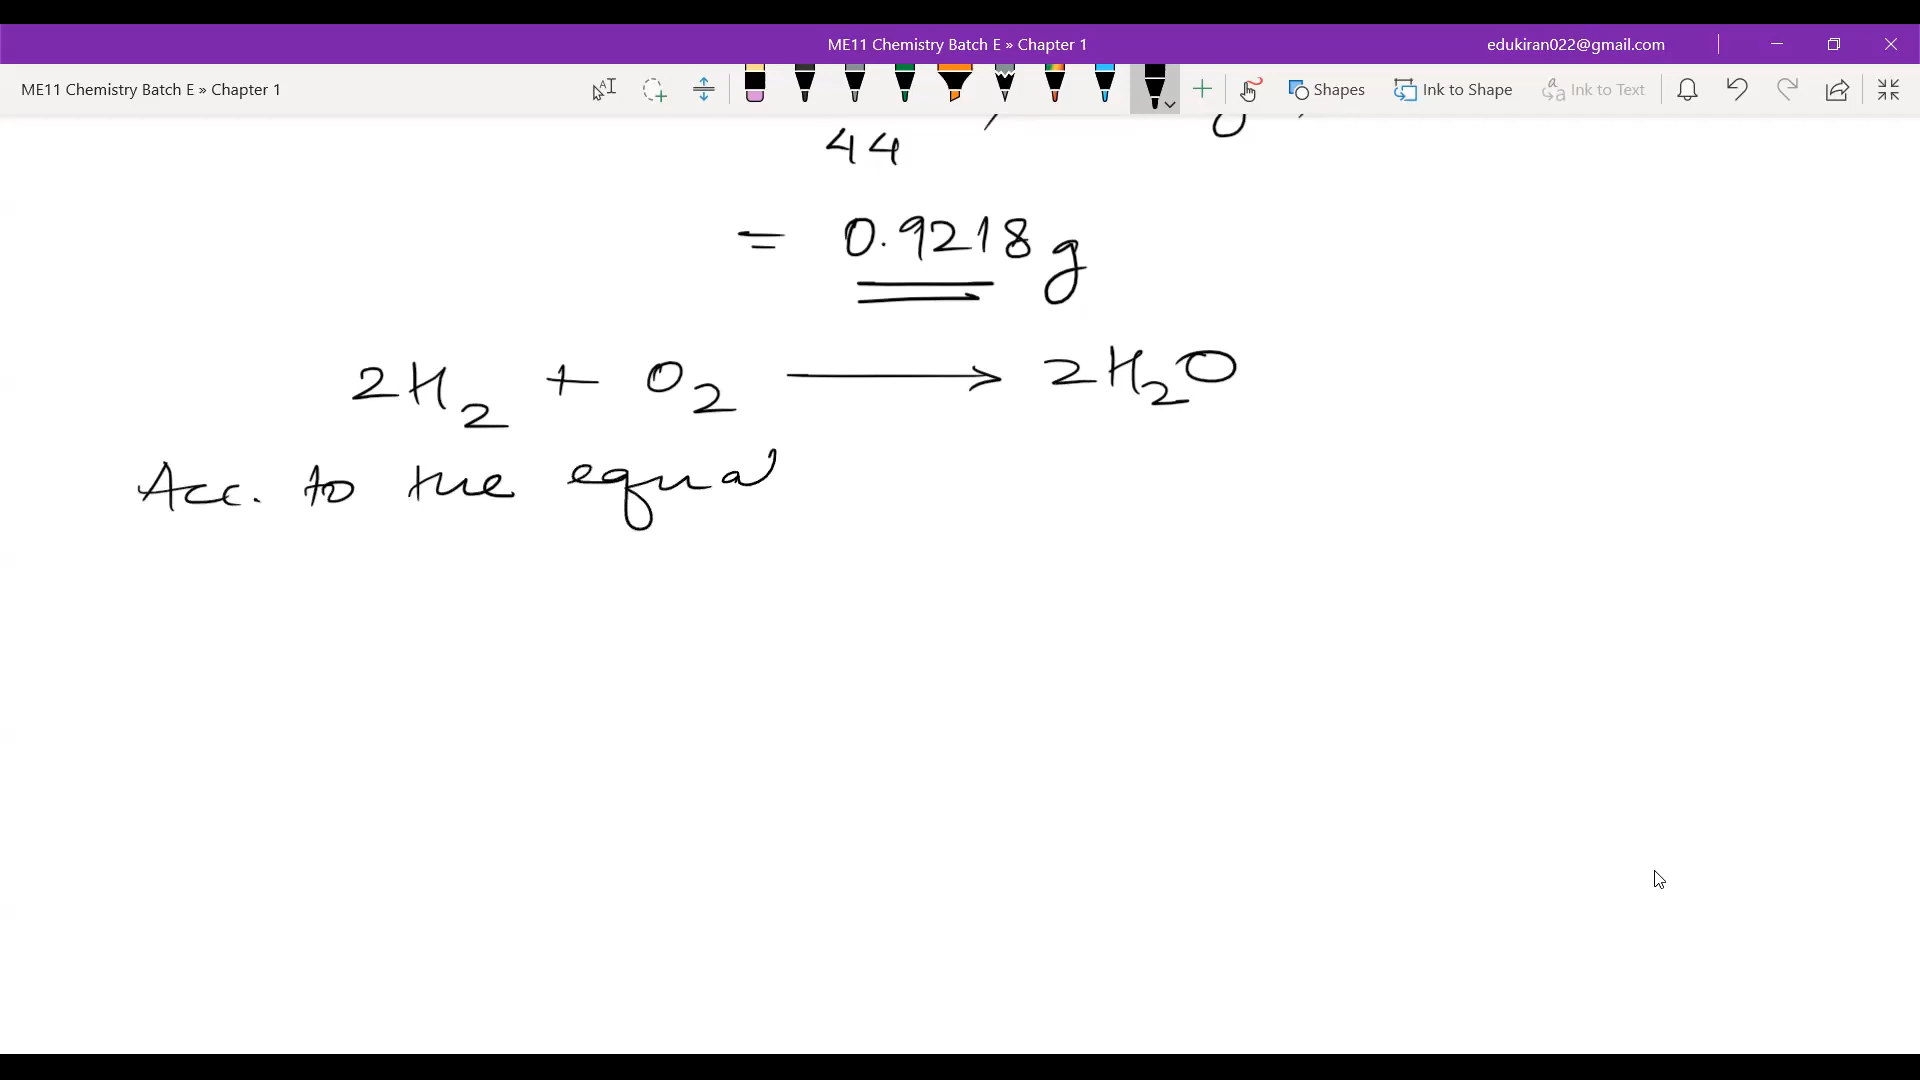 ME11 Chemistry Batch E » Chapter 1
edukiran022@gmail.com
ME11 Chemistry Batch E » Chapter 1
Shapes
Ink to Shape
Ink to Text
44
= 0.9218 g
2H₂ + O₂ ⟶ 2H₂O
Acc. to the equa